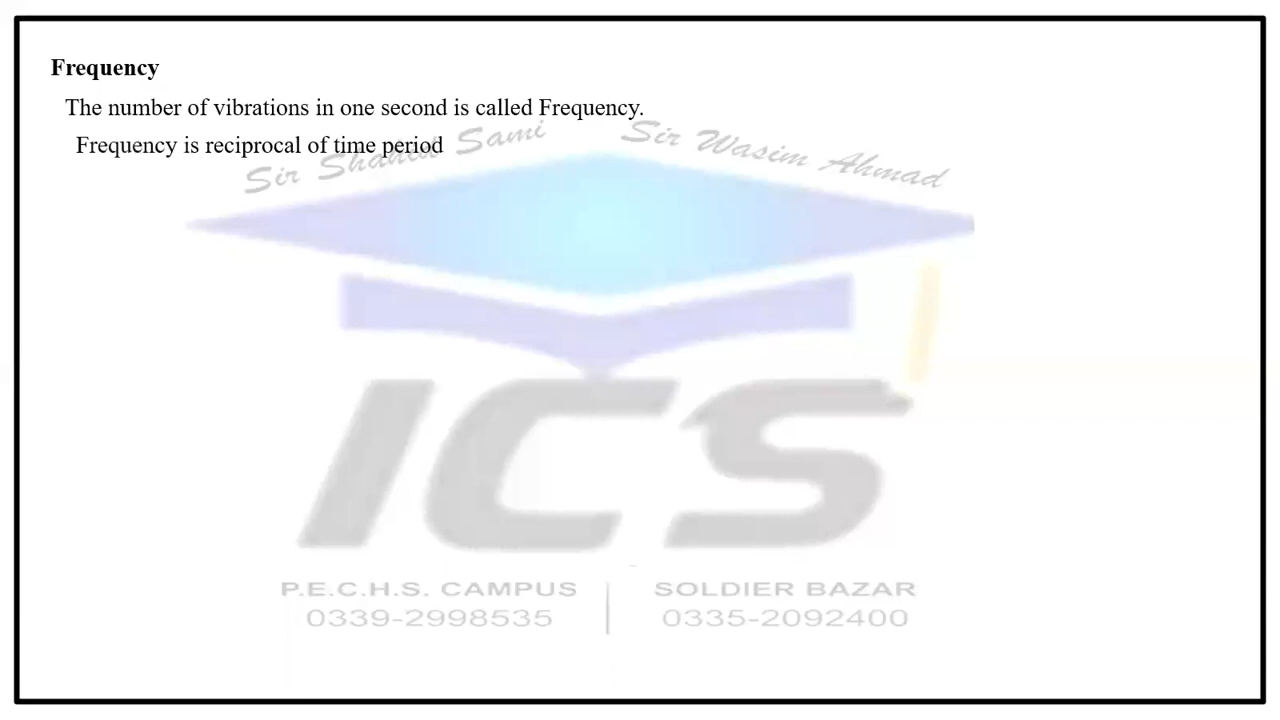 Frequency
The number of vibrations in one second is called Frequency.
Frequency is reciprocal of time period
Sir Shahid Sami
Sir Wasim Ahmad
ICS
P.E.C.H.S. CAMPUS
0339-2998535
SOLDIER BAZAR
0335-2092400